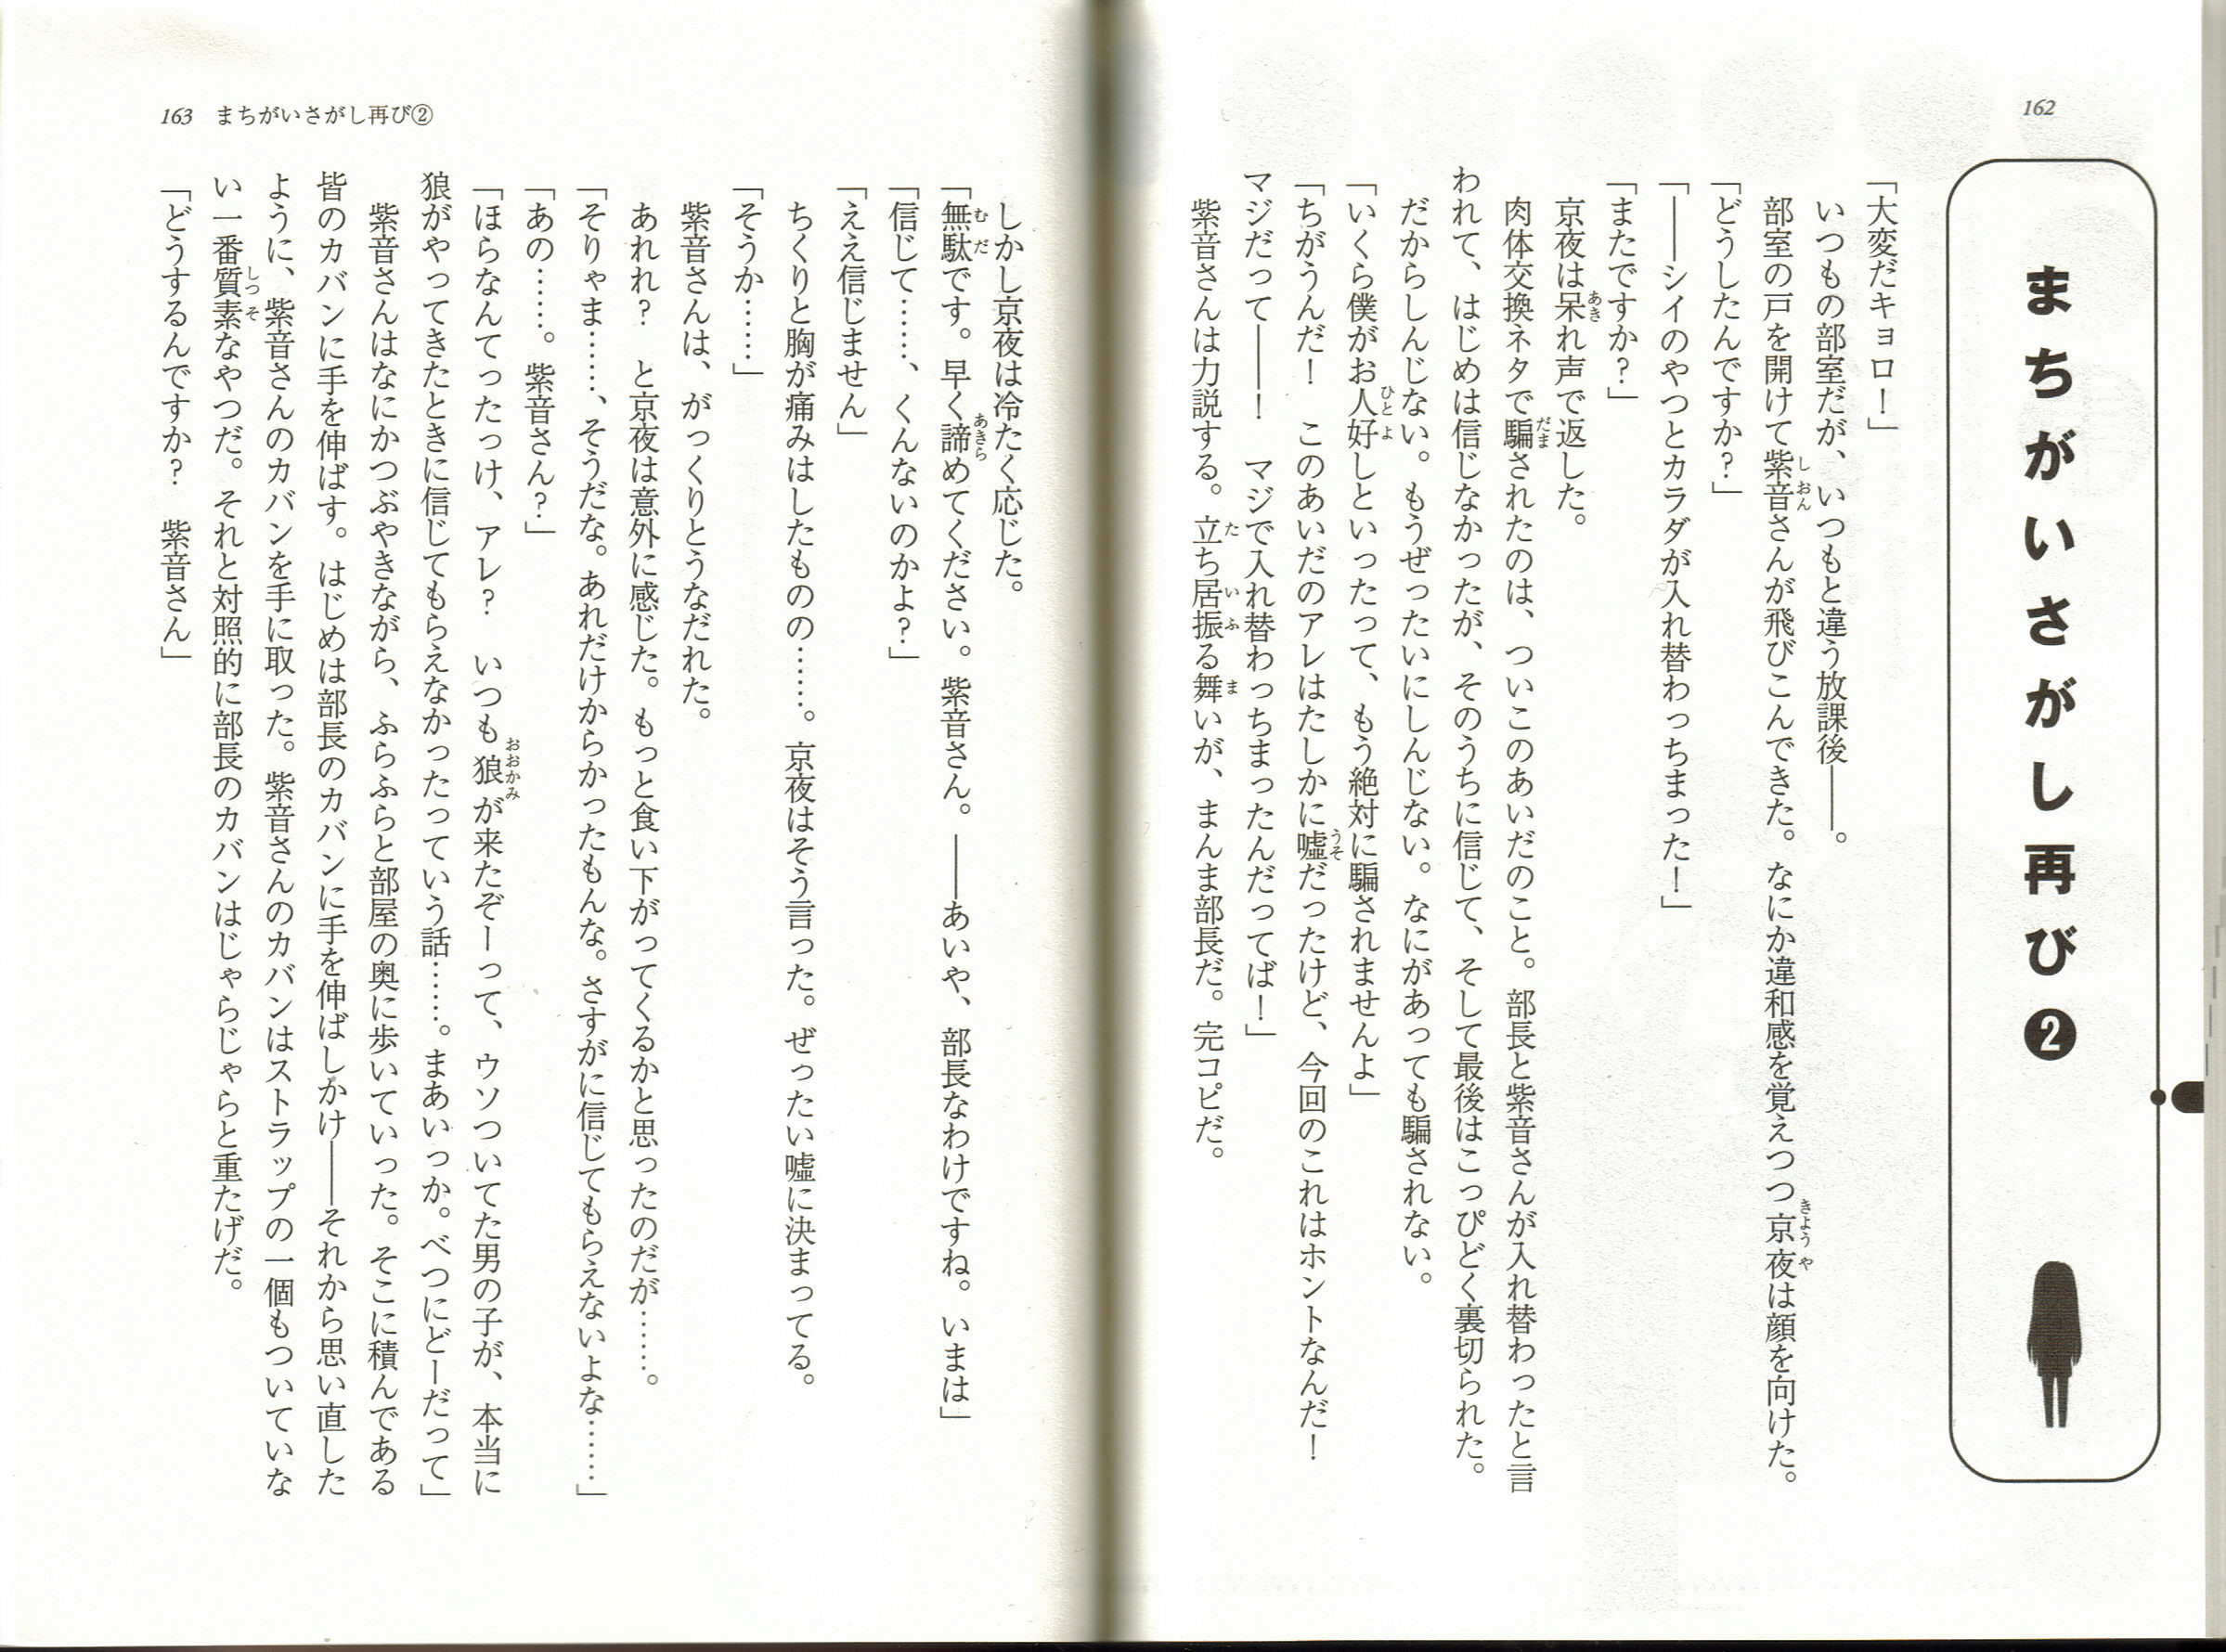 162
まちがいさがし再び❷
「大変だキョロ！」
いつもの部室だが、いつもと違う放課後――。
部室の戸を開けて紫音さんが飛びこんできた。なにか違和感を覚えつつ京夜は顔を向けた。
「どうしたんですか？」
「――シイのやつとカラダが入れ替わっちまった！」
「またですか？」
京夜は呆れ声で返した。
肉体交換ネタで騙されたのは、ついこのあいだのこと。部長と紫音さんが入れ替わったと言
われて、はじめは信じなかったが、そのうちに信じて、そして最後はこっぴどく裏切られた。
だからしんじない。もうぜったいにしんじない。なにがあっても騙されない。
「いくら僕がお人好しといったって、もう絶対に騙されませんよ」
「ちがうんだ！　このあいだのアレはたしかに嘘だったけど、今回のこれはホントなんだ！
マジだって――！　マジで入れ替わっちまったんだってば！」
紫音さんは力説する。立ち居振る舞いが、まんま部長だ。完コピだ。
163 まちがいさがし再び②
しかし京夜は冷たく応じた。
「無駄です。早く諦めてください。紫音さん。――あいや、部長なわけですね。いまは」
「信じて……、くんないのかよ？」
「ええ信じません」
ちくりと胸が痛みはしたものの……。京夜はそう言った。ぜったい嘘に決まってる。
「そうか……」
紫音さんは、がっくりとうなだれた。
あれれ？　と京夜は意外に感じた。もっと食い下がってくるかと思ったのだが……。
「そりゃま……、そうだな。あれだけからかったもんな。さすがに信じてもらえないよな……」
「あの……。紫音さん？」
「ほらなんてったっけ、アレ？　いつも狼が来たぞーって、ウソついてた男の子が、本当に
狼がやってきたときに信じてもらえなかったっていう話……。まあいっか。べつにどーだって」
紫音さんはなにかつぶやきながら、ふらふらと部屋の奥に歩いていった。そこに積んである
皆のカバンに手を伸ばす。はじめは部長のカバンに手を伸ばしかけ――それから思い直した
ように、紫音さんのカバンを手に取った。紫音さんのカバンはストラップの一個もついていな
い一番質素なやつだ。それと対照的に部長のカバンはじゃらじゃらと重たげだ。
「どうするんですか？　紫音さん」